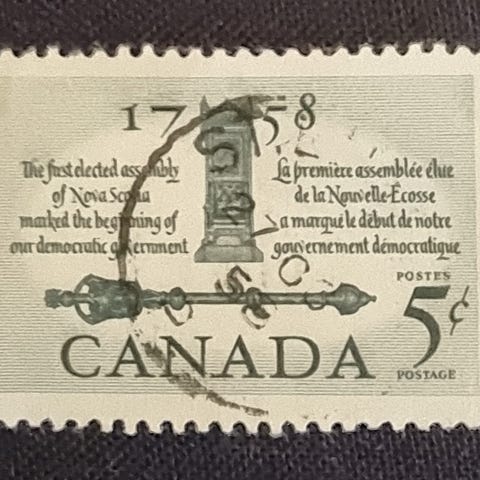 1758
The first elected assembly
of Nova Scotia
marked the beginning of
our democratic government
La première assemblée élue
de la Nouvelle-Écosse
a marqué le début de notre
gouvernement démocratique
POSTES
5¢
POSTAGE
CANADA